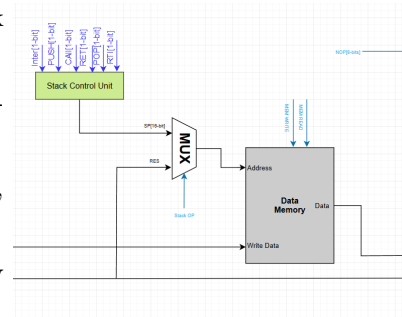 Inter[1-bit]
PUSH[1-bit]
CAll[1-bit]
RET[1-bit]
POP[1-bit]
RTI[1-bit]
NOP[5-bits]
Stack Control Unit
MEM WRITE
MEM READ
SP[16-bit]
MUX
RES
Address
Data
Memory
Data
Stack OP
Write Data